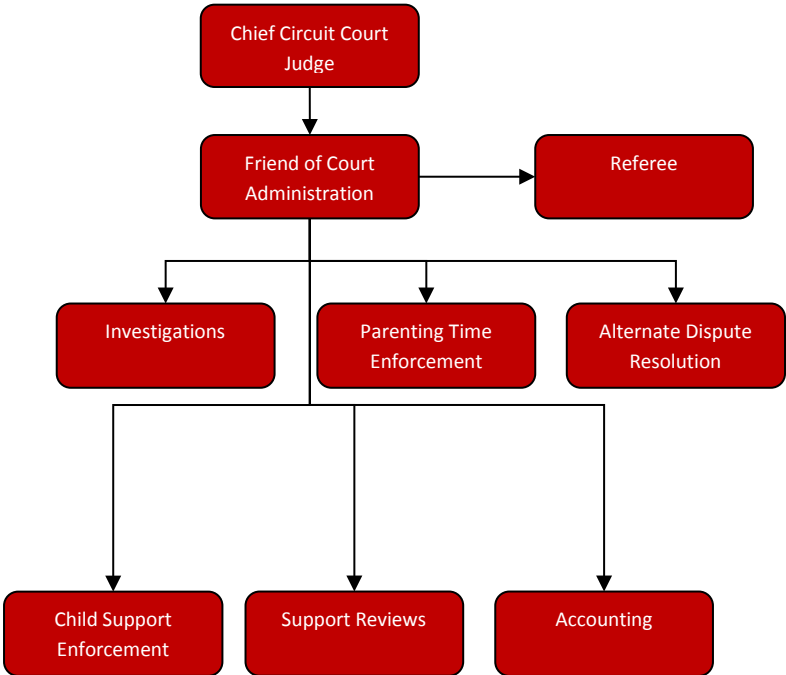 Chief Circuit Court
Judge
Friend of Court
Administration
Referee
Investigations
Parenting Time
Enforcement
Alternate Dispute
Resolution
Child Support
Enforcement
Support Reviews
Accounting